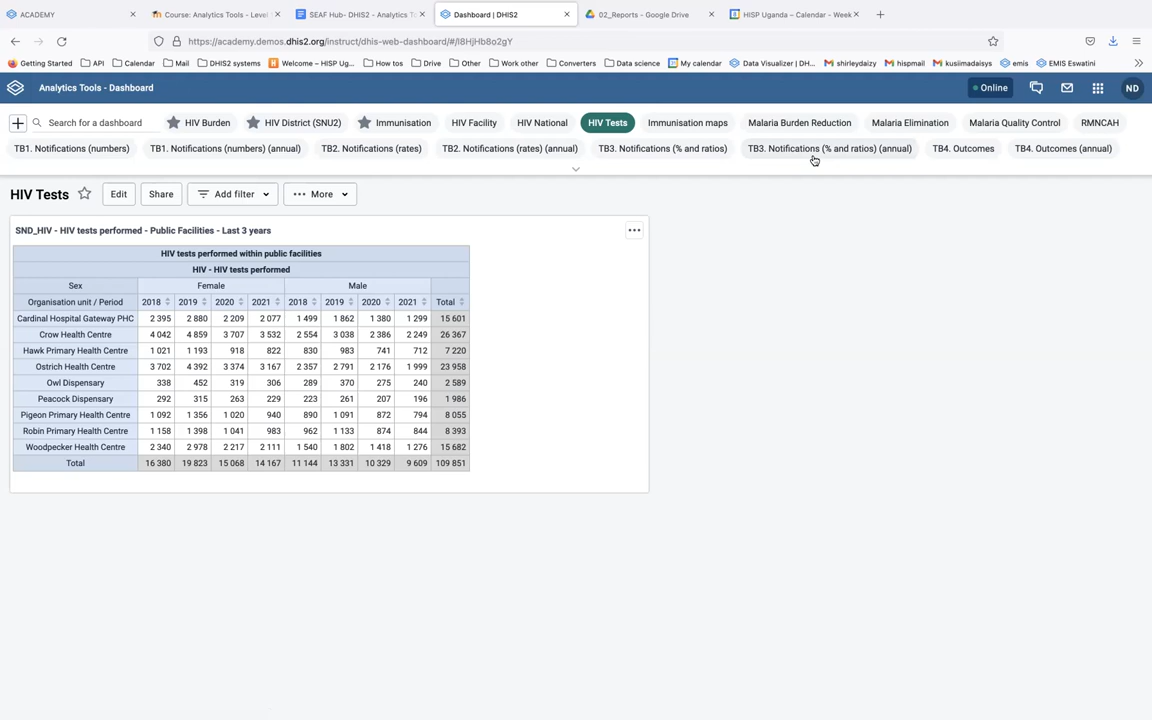 ACADEMY
Course: Analytics Tools - Level
SEAF Hub- DHIS2 - Analytics To
Dashboard | DHIS2
02_Reports - Google Drive
HISP Uganda – Calendar - Week
https://academy.demos.dhis2.org/instruct/dhis-web-dashboard/#/I8HjHb8o2gY
Getting Started API Calendar Mail DHIS2 systems Welcome – HISP Ug... How tos Drive Other Work other Converters Data science My calendar Data Visualizer | DH... shirleydaizy hispmail kusiimadaisys emis EMIS Eswatini
Analytics Tools - Dashboard Online ND
Search for a dashboard HIV Burden HIV District (SNU2) Immunisation HIV Facility HIV National HIV Tests Immunisation maps Malaria Burden Reduction Malaria Elimination Malaria Quality Control RMNCAH
TB1. Notifications (numbers) TB1. Notifications (numbers) (annual) TB2. Notifications (rates) TB2. Notifications (rates) (annual) TB3. Notifications (% and ratios) TB3. Notifications (% and ratios) (annual) TB4. Outcomes TB4. Outcomes (annual)
HIV Tests Edit Share Add filter More
SND_HIV - HIV tests performed - Public Facilities - Last 3 years
HIV tests performed within public facilities
HIV - HIV tests performed
Sex Female Male
Organisation unit / Period 2018 2019 2020 2021 2018 2019 2020 2021 Total
Cardinal Hospital Gateway PHC 2 395 2 880 2 209 2 077 1 499 1 862 1 380 1 299 15 601
Crow Health Centre 4 042 4 859 3 707 3 532 2 554 3 038 2 386 2 249 26 367
Hawk Primary Health Centre 1 021 1 193 918 822 830 983 741 712 7 220
Ostrich Health Centre 3 702 4 392 3 374 3 167 2 357 2 791 2 176 1 999 23 958
Owl Dispensary 338 452 319 306 289 370 275 240 2 589
Peacock Dispensary 292 315 263 229 223 261 207 196 1 986
Pigeon Primary Health Centre 1 092 1 356 1 020 940 890 1 091 872 794 8 055
Robin Primary Health Centre 1 158 1 398 1 041 983 962 1 133 874 844 8 393
Woodpecker Health Centre 2 340 2 978 2 217 2 111 1 540 1 802 1 418 1 276 15 682
Total 16 380 19 823 15 068 14 167 11 144 13 331 10 329 9 609 109 851